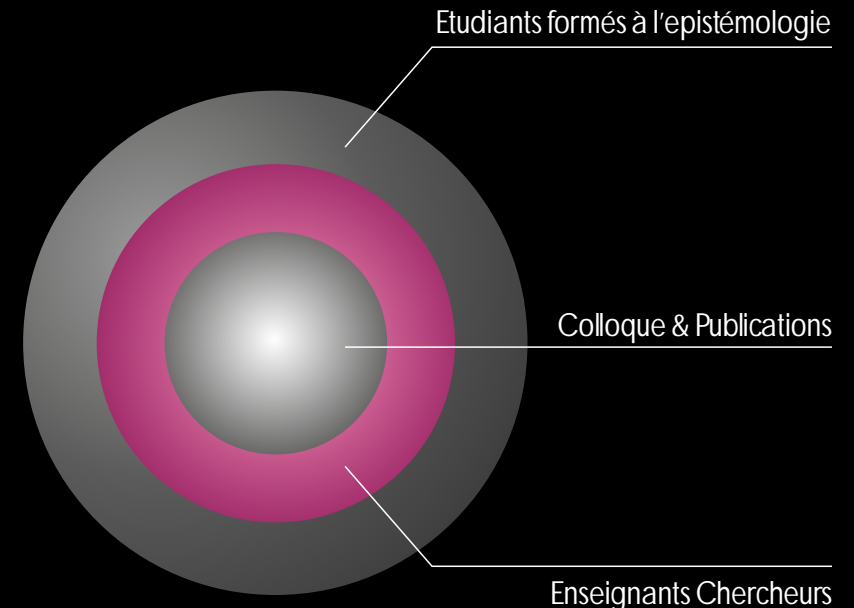 Etudiants formés à l'epistémologie
Colloque & Publications
Enseignants Chercheurs